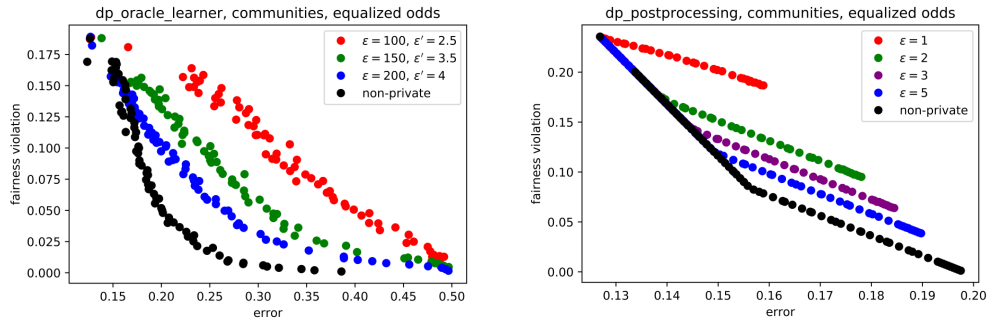 dp_oracle_learner, communities, equalized odds
fairness violation
0.175
0.150
0.125
0.100
0.075
0.050
0.025
0.000
ε = 100, ε′ = 2.5
ε = 150, ε′ = 3.5
ε = 200, ε′ = 4
non-private
0.15 0.20 0.25 0.30 0.35 0.40 0.45 0.50
error
dp_postprocessing, communities, equalized odds
fairness violation
0.20
0.15
0.10
0.05
0.00
ε = 1
ε = 2
ε = 3
ε = 5
non-private
0.13 0.14 0.15 0.16 0.17 0.18 0.19 0.20
error